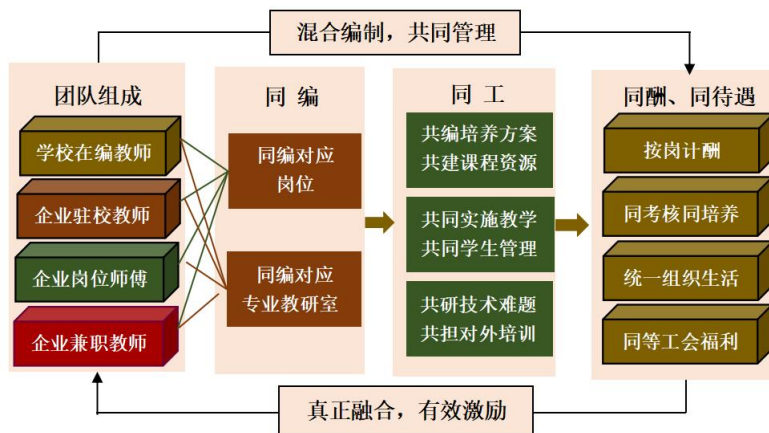 混合编制，共同管理
团队组成
学校在编教师
企业驻校教师
企业岗位师傅
企业兼职教师
同 编
同编对应
岗位
同编对应
专业教研室
同 工
共编培养方案
共建课程资源
共同实施教学
共同学生管理
共研技术难题
共担对外培训
同酬、同待遇
按岗计酬
同考核同培养
统一组织生活
同等工会福利
真正融合，有效激励